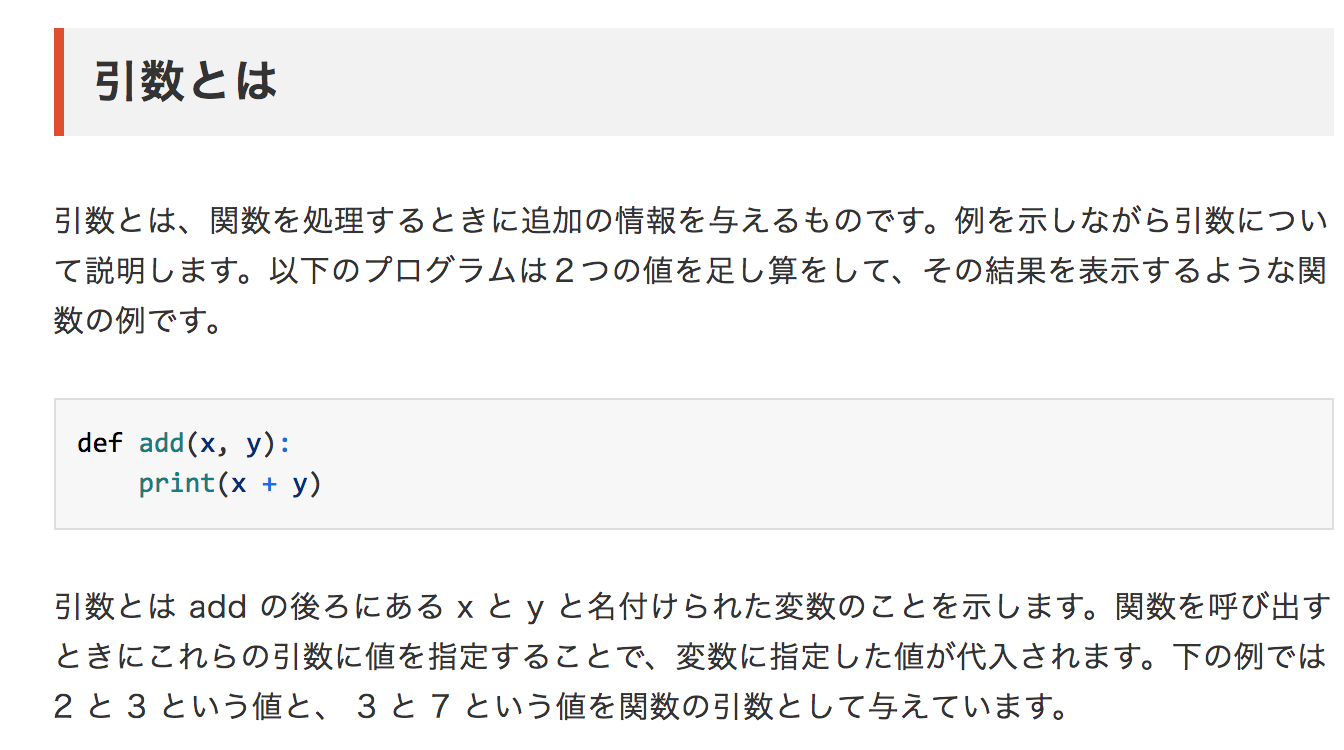 引数とは
引数とは、関数を処理するときに追加の情報を与えるものです。例を示しながら引数につい
て説明します。以下のプログラムは２つの値を足し算をして、その結果を表示するような関
数の例です。
def add(x, y):
    print(x + y)
引数とは add の後ろにある x と y と名付けられた変数のことを示します。関数を呼び出す
ときにこれらの引数に値を指定することで、変数に指定した値が代入されます。下の例では
2 と 3 という値と、 3 と 7 という値を関数の引数として与えています。